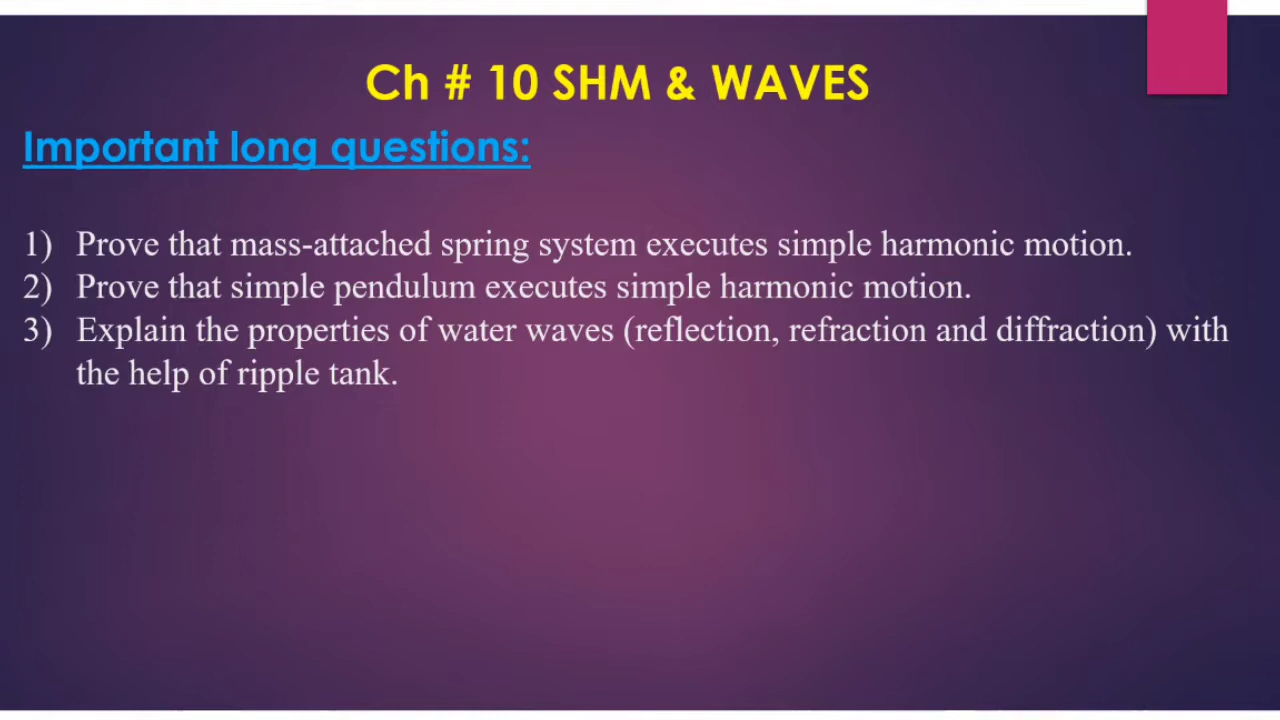 Ch # 10 SHM & WAVES
Important long questions:
1) Prove that mass-attached spring system executes simple harmonic motion.
2) Prove that simple pendulum executes simple harmonic motion.
3) Explain the properties of water waves (reflection, refraction and diffraction) with
the help of ripple tank.